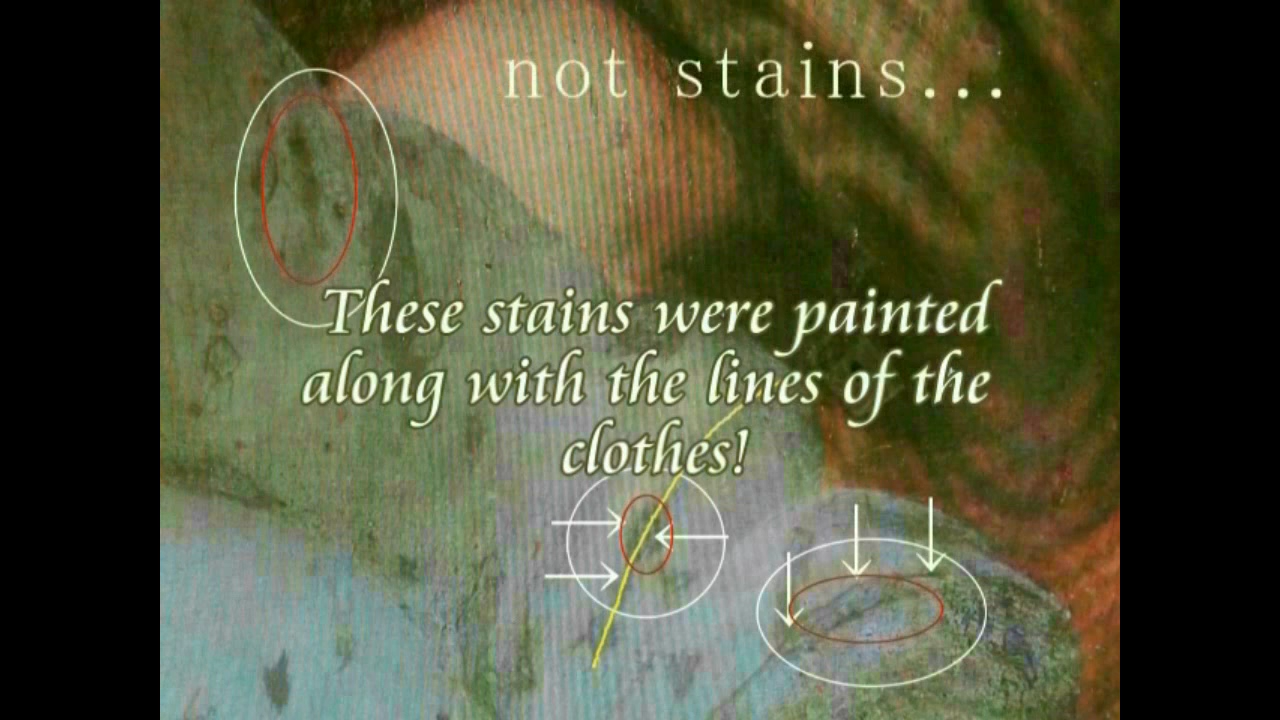 not stains...
These stains were painted
along with the lines of the
clothes!